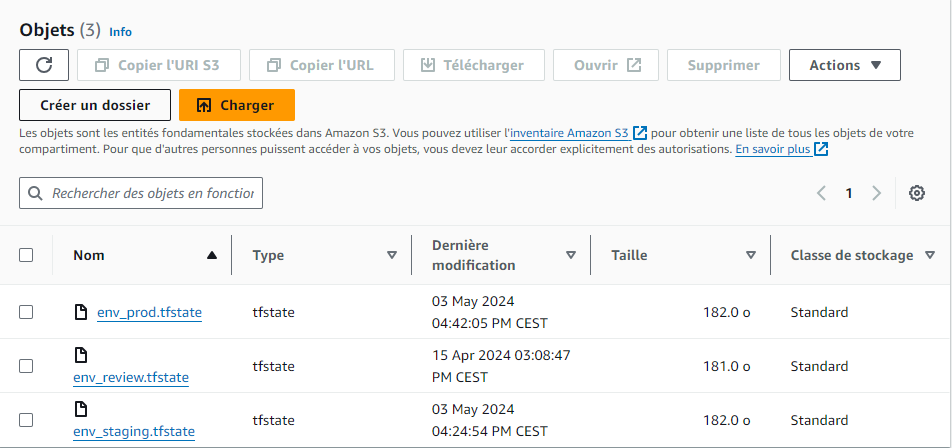 Objets (3) Info
Copier l'URI S3 Copier l'URL Télécharger Ouvrir Supprimer Actions
Créer un dossier Charger
Les objets sont les entités fondamentales stockées dans Amazon S3. Vous pouvez utiliser l'inventaire Amazon S3 pour obtenir une liste de tous les objets de votre
compartiment. Pour que d'autres personnes puissent accéder à vos objets, vous devez leur accorder explicitement des autorisations. En savoir plus
Rechercher des objets en fonction 1
Nom Type Dernière modification Taille Classe de stockage
env_prod.tfstate tfstate 03 May 2024 04:42:05 PM CEST 182.0 o Standard
env_review.tfstate tfstate 15 Apr 2024 03:08:47 PM CEST 181.0 o Standard
env_staging.tfstate tfstate 03 May 2024 04:24:54 PM CEST 182.0 o Standard